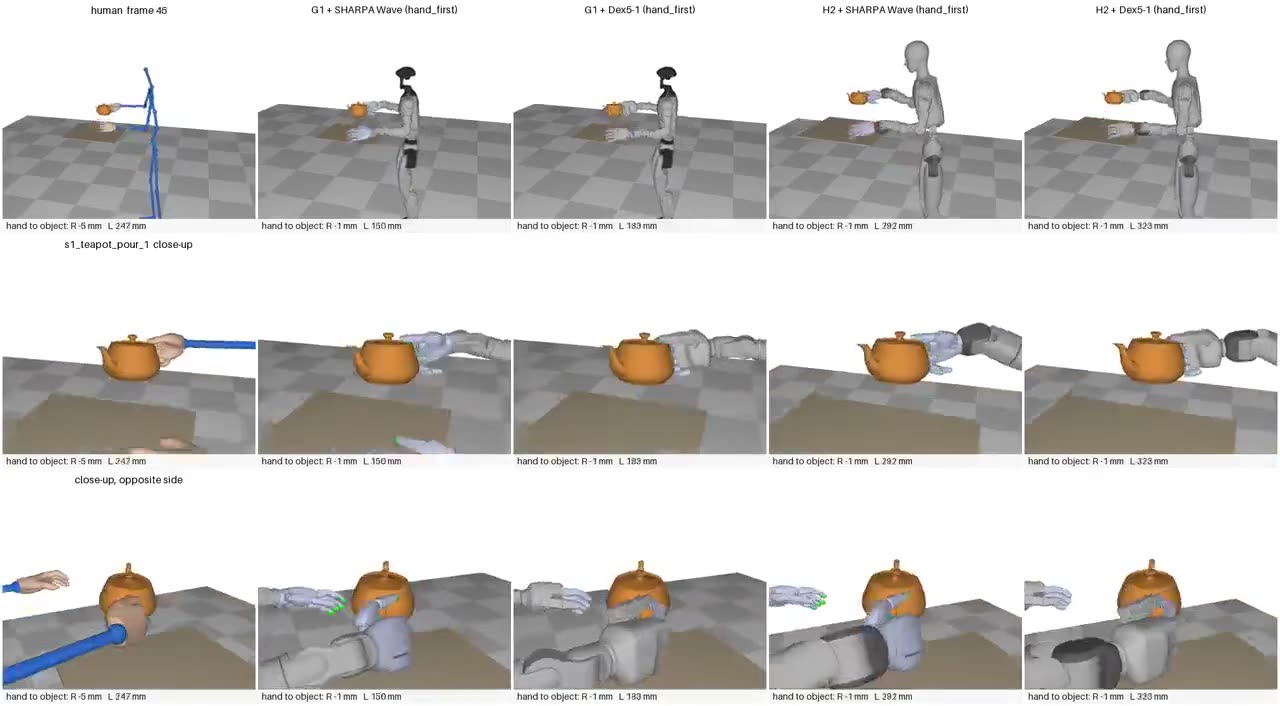 human frame 45
G1 + SHARPA Wave (hand_first)
G1 + Dex5-1 (hand_first)
H2 + SHARPA Wave (hand_first)
H2 + Dex5-1 (hand_first)
hand to object: R -5 mm L 247 mm
hand to object: R -1 mm L 150 mm
hand to object: R -1 mm L 183 mm
hand to object: R -1 mm L 292 mm
hand to object: R -1 mm L 323 mm
s1_teapot_pour_1 close-up
hand to object: R -5 mm L 247 mm
hand to object: R -1 mm L 150 mm
hand to object: R -1 mm L 183 mm
hand to object: R -1 mm L 292 mm
hand to object: R -1 mm L 323 mm
close-up, opposite side
hand to object: R -5 mm L 247 mm
hand to object: R -1 mm L 150 mm
hand to object: R -1 mm L 183 mm
hand to object: R -1 mm L 292 mm
hand to object: R -1 mm L 323 mm